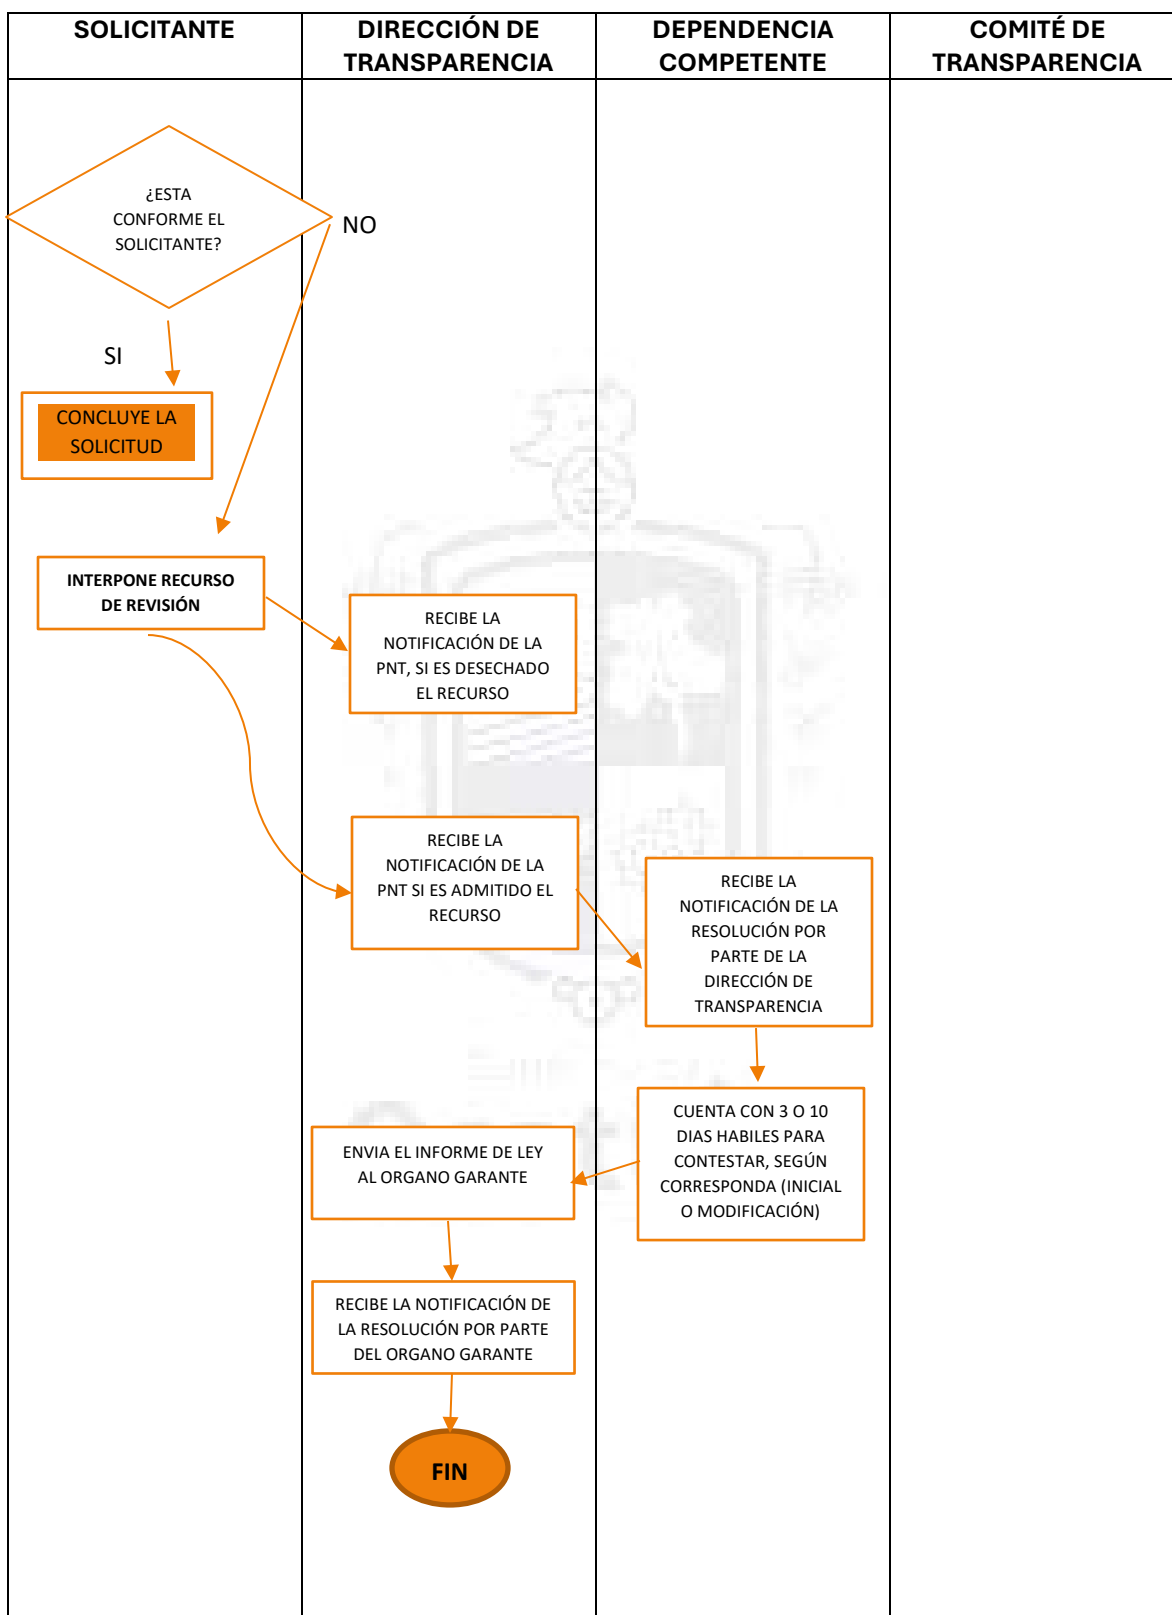 SOLICITANTE
DIRECCIÓN DE
TRANSPARENCIA
DEPENDENCIA
COMPETENTE
COMITÉ DE
TRANSPARENCIA
¿ESTA
CONFORME EL
SOLICITANTE?
NO
SI
CONCLUYE LA
SOLICITUD
INTERPONE RECURSO
DE REVISIÓN
RECIBE LA
NOTIFICACIÓN DE LA
PNT, SI ES DESECHADO
EL RECURSO
RECIBE LA
NOTIFICACIÓN DE LA
PNT SI ES ADMITIDO EL
RECURSO
RECIBE LA
NOTIFICACIÓN DE LA
RESOLUCIÓN POR
PARTE DE LA
DIRECCIÓN DE
TRANSPARENCIA
CUENTA CON 3 O 10
DIAS HABILES PARA
CONTESTAR, SEGÚN
CORRESPONDA (INICIAL
O MODIFICACIÓN)
ENVIA EL INFORME DE LEY
AL ORGANO GARANTE
RECIBE LA NOTIFICACIÓN DE
LA RESOLUCIÓN POR PARTE
DEL ORGANO GARANTE
FIN